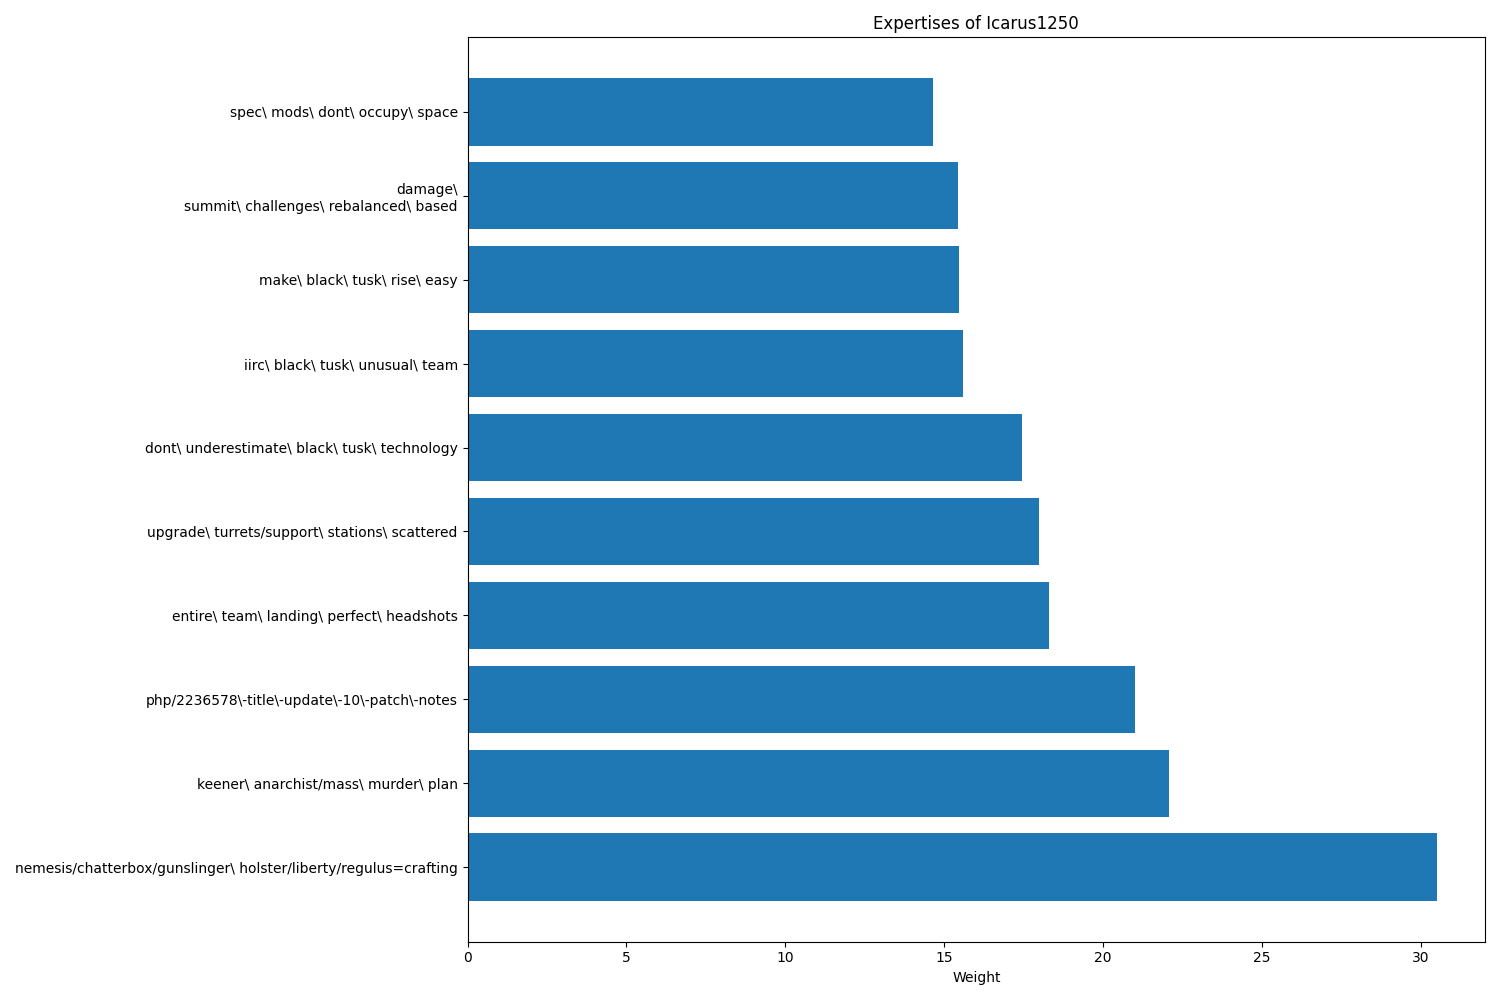 Expertises of Icarus1250
spec\ mods\ dont\ occupy\ space
damage\
summit\ challenges\ rebalanced\ based
make\ black\ tusk\ rise\ easy
iirc\ black\ tusk\ unusual\ team
dont\ underestimate\ black\ tusk\ technology
upgrade\ turrets/support\ stations\ scattered
entire\ team\ landing\ perfect\ headshots
php/2236578\-title\-update\-10\-patch\-notes
keener\ anarchist/mass\ murder\ plan
nemesis/chatterbox/gunslinger\ holster/liberty/regulus=crafting
0 5 10 15 20 25 30
Weight